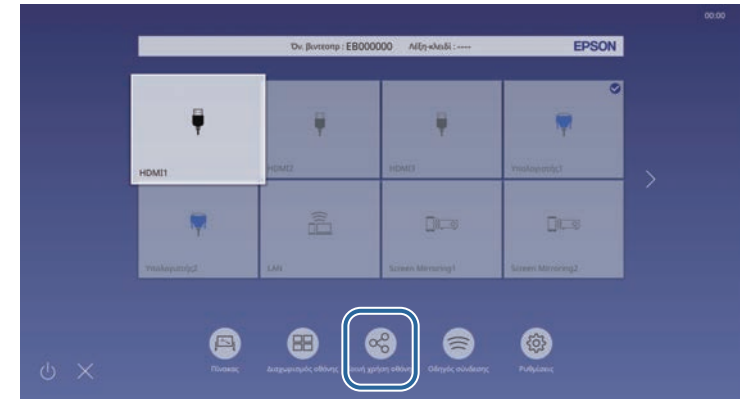 00:00
Όν. βιντεοπρ : EB000000 Λέξη-κλειδί : ---- EPSON
HDMI1 HDMI2 HDMI3 Υπολογιστής1
Υπολογιστής2 LAN Screen Mirroring1 Screen Mirroring2
Πίνακας Διαχωρισμός οθόνης χρήση Οδηγός σύνδεσης Ρυθμίσεις